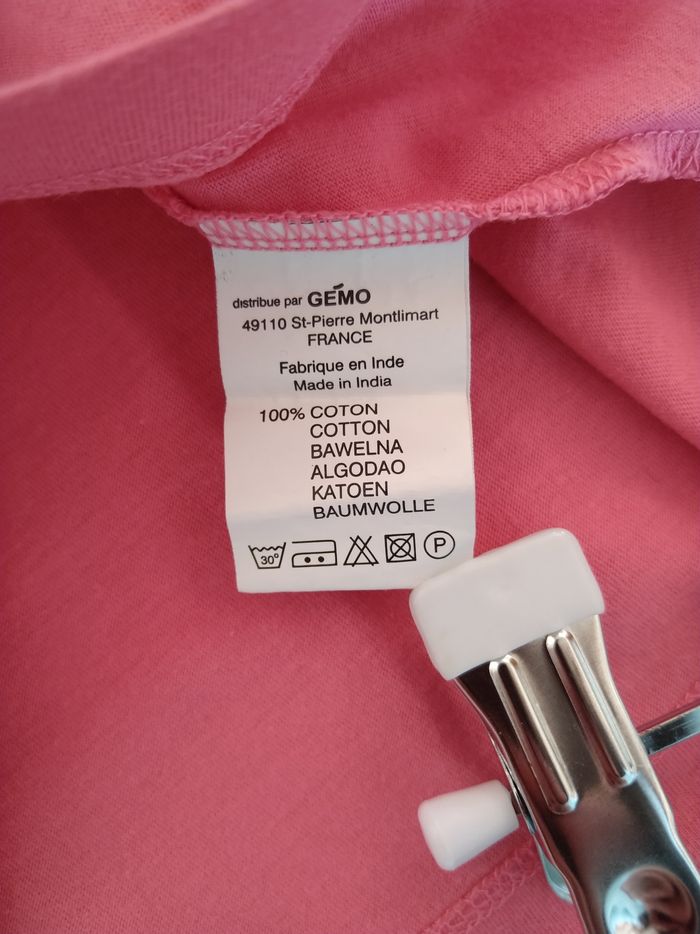 distribue par GÉMO
49110 St-Pierre Montlimart
FRANCE
Fabrique en Inde
Made in India
100% COTON
COTTON
BAWELNA
ALGODAO
KATOEN
BAUMWOLLE
30° P